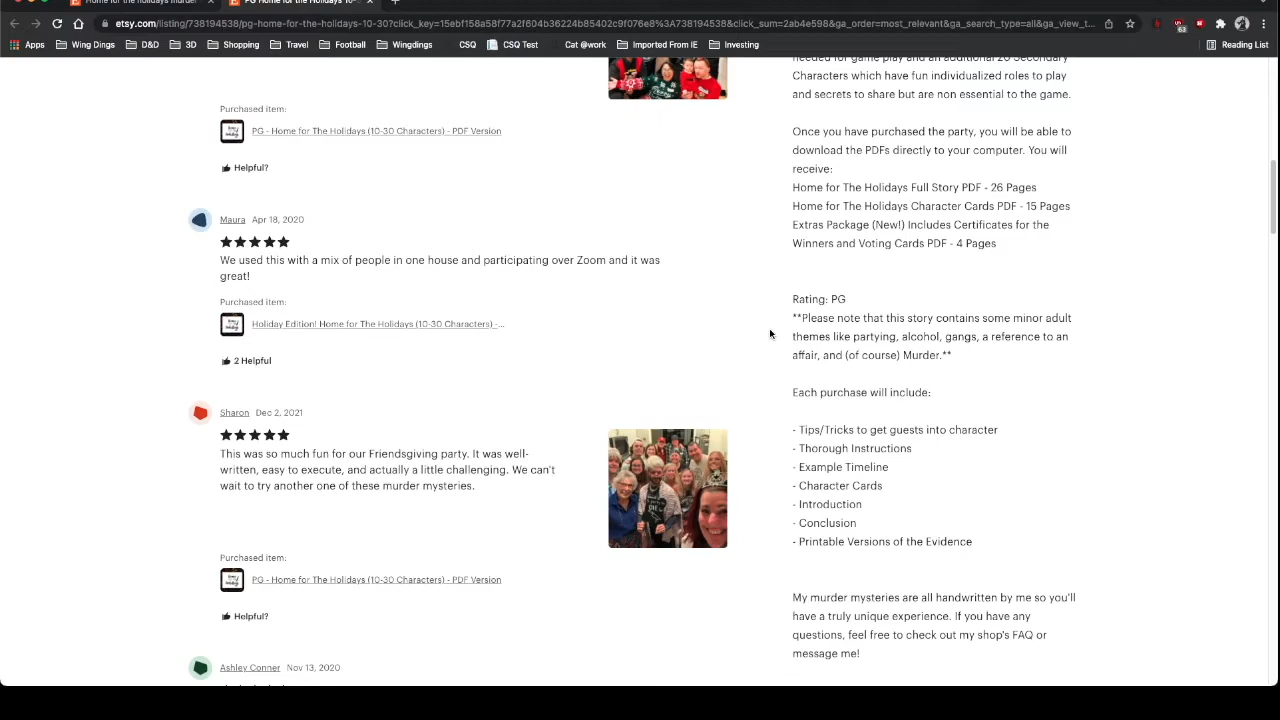 Home for the holidays murder
PG Home for the Holidays 10-
etsy.com/listing/738194538/pg-home-for-the-holidays-10-30?click_key=15ebf158a58f77a2f604b36224b85402c9f076e8%3A738194538&click_sum=2ab4e598&ga_order=most_relevant&ga_search_type=all&ga_view_t...
63
Apps Wing Dings D&D Shopping Travel Football Wingdings CSQ CSQ Test Cat @work Imported From IE Investing Reading List
Purchased item:
PG - Home for The Holidays (10-30 Characters) - PDF Version
Helpful?
Maura Apr 18, 2020
We used this with a mix of people in one house and participating over Zoom and it was
great!
Purchased item:
Holiday Edition! Home for The Holidays (10-30 Characters) -...
2 Helpful
Sharon Dec 2, 2021
This was so much fun for our Friendsgiving party. It was well-
written, easy to execute, and actually a little challenging. We can't
wait to try another one of these murder mysteries.
Purchased item:
PG - Home for The Holidays (10-30 Characters) - PDF Version
Helpful?
Ashley Conner Nov 13, 2020
needed for game play and an additional 20 Secondary
Characters which have fun individualized roles to play
and secrets to share but are non essential to the game.
Once you have purchased the party, you will be able to
download the PDFs directly to your computer. You will
receive:
Home for The Holidays Full Story PDF - 26 Pages
Home for The Holidays Character Cards PDF - 15 Pages
Extras Package (New!) Includes Certificates for the
Winners and Voting Cards PDF - 4 Pages
Rating: PG
**Please note that this story contains some minor adult
themes like partying, alcohol, gangs, a reference to an
affair, and (of course) Murder.**
Each purchase will include:
- Tips/Tricks to get guests into character
- Thorough Instructions
- Example Timeline
- Character Cards
- Introduction
- Conclusion
- Printable Versions of the Evidence
My murder mysteries are all handwritten by me so you'll
have a truly unique experience. If you have any
questions, feel free to check out my shop's FAQ or
message me!